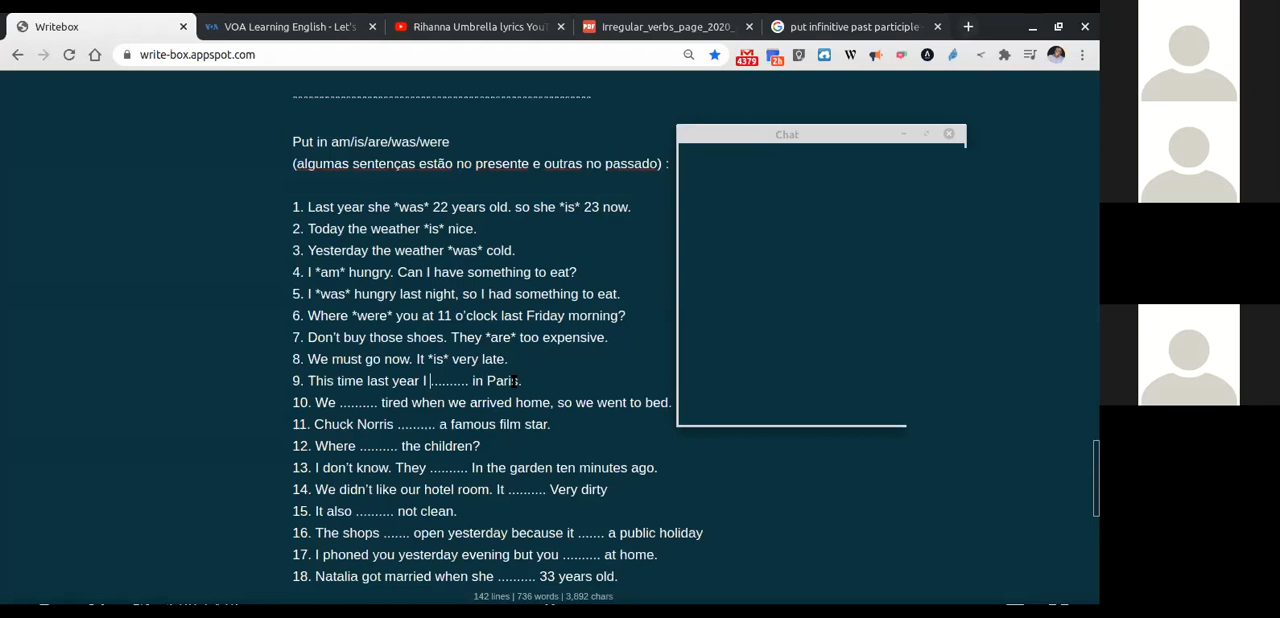 Writebox
VOA Learning English - Let's
Rihanna Umbrella lyrics YouT
Irregular_verbs_page_2020_
put infinitive past participle
write-box.appspot.com
4379
2h
~~~~~~~~~~~~~~~~~~~~~~~~~~~~~~~~~~~~~~~~~~~~~~~~~~~~~~
Put in am/is/are/was/were
(algumas sentenças estão no presente e outras no passado) :
Chat
1. Last year she *was* 22 years old. so she *is* 23 now.
2. Today the weather *is* nice.
3. Yesterday the weather *was* cold.
4. I *am* hungry. Can I have something to eat?
5. I *was* hungry last night, so I had something to eat.
6. Where *were* you at 11 o'clock last Friday morning?
7. Don't buy those shoes. They *are* too expensive.
8. We must go now. It *is* very late.
9. This time last year I .......... in Paris.
10. We .......... tired when we arrived home, so we went to bed.
11. Chuck Norris .......... a famous film star.
12. Where .......... the children?
13. I don't know. They .......... In the garden ten minutes ago.
14. We didn't like our hotel room. It .......... Very dirty
15. It also .......... not clean.
16. The shops ....... open yesterday because it ....... a public holiday
17. I phoned you yesterday evening but you .......... at home.
18. Natalia got married when she .......... 33 years old.
142 lines | 736 words | 3,892 chars